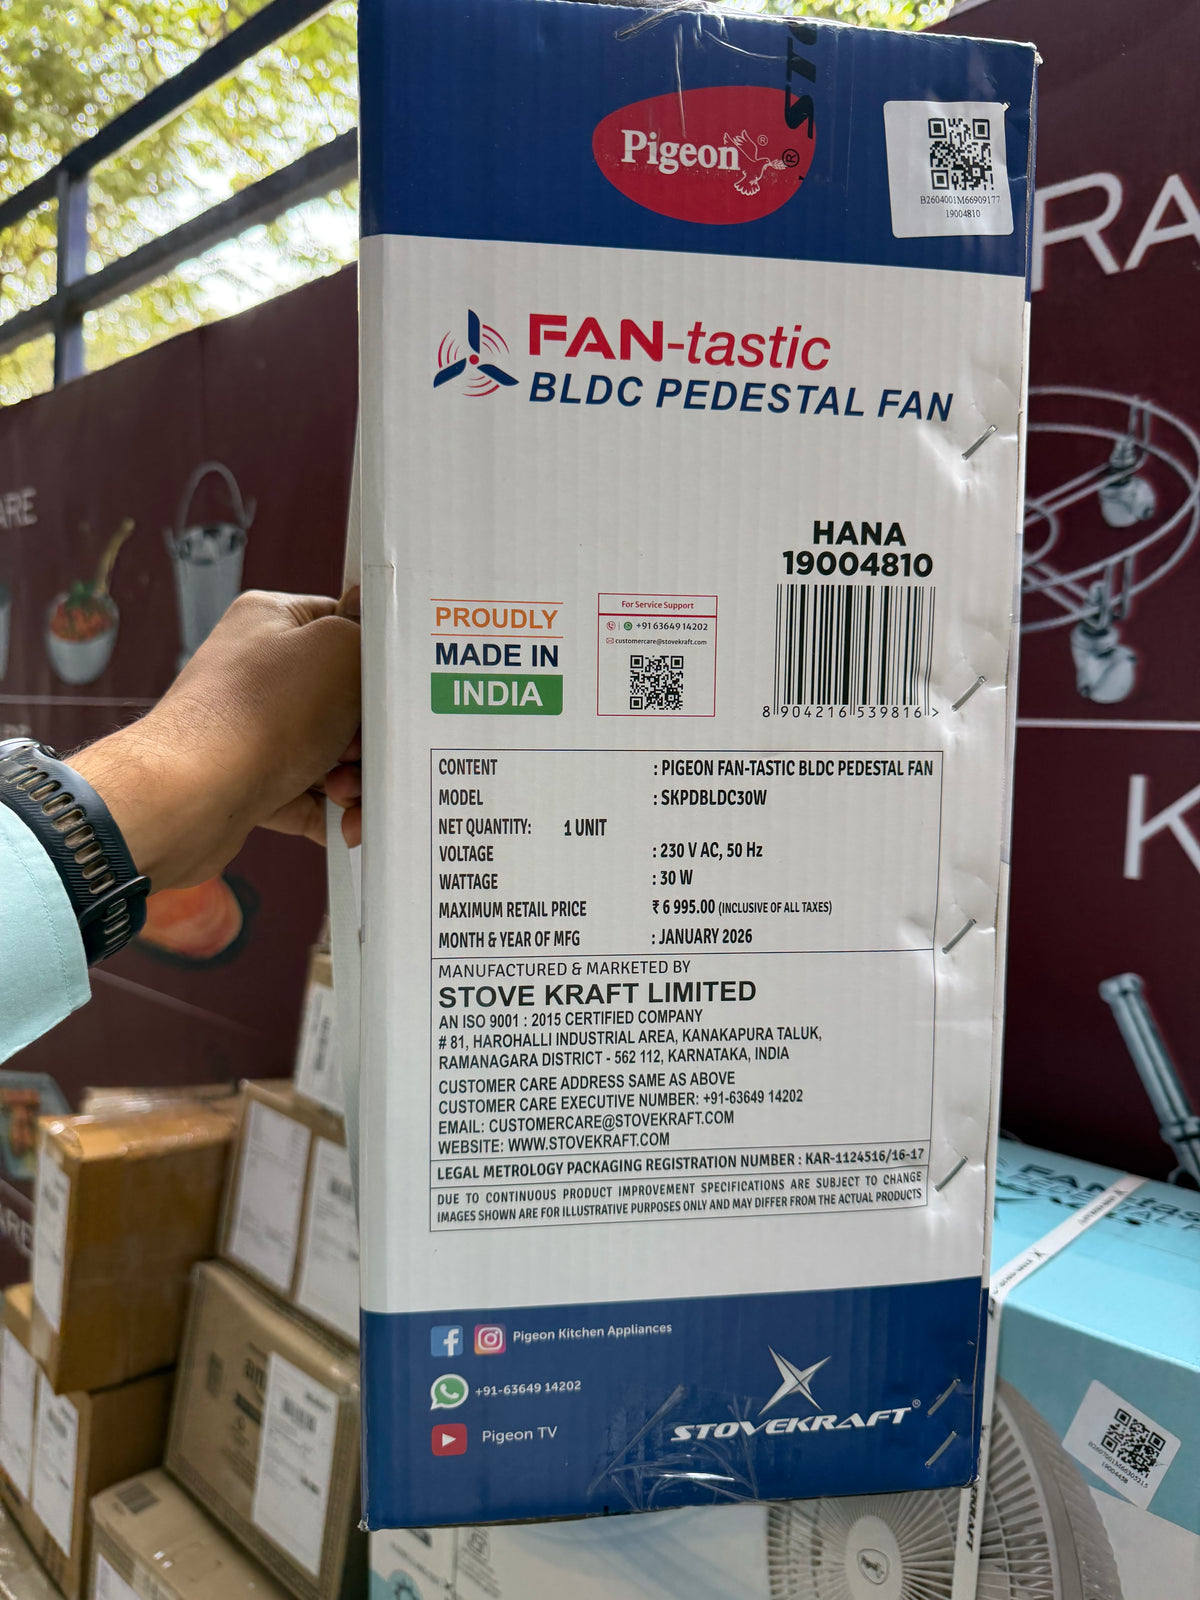 Pigeon®
®
B2604001M66909177
19004810
RA
FAN-tastic
BLDC PEDESTAL FAN
ARE
HANA
19004810
PROUDLY
MADE IN
INDIA
For Service Support
+91 6364914202
customercare@stovekraft.com
8 904216 539816 >
CONTENT : PIGEON FAN-TASTIC BLDC PEDESTAL FAN
MODEL : SKPDBLDC30W
NET QUANTITY: 1 UNIT
VOLTAGE : 230 V AC, 50 Hz
WATTAGE : 30 W
MAXIMUM RETAIL PRICE ₹ 6 995.00 (INCLUSIVE OF ALL TAXES)
MONTH & YEAR OF MFG : JANUARY 2026
K
MANUFACTURED & MARKETED BY
STOVE KRAFT LIMITED
AN ISO 9001 : 2015 CERTIFIED COMPANY
# 81, HAROHALLI INDUSTRIAL AREA, KANAKAPURA TALUK,
RAMANAGARA DISTRICT - 562 112, KARNATAKA, INDIA
CUSTOMER CARE ADDRESS SAME AS ABOVE
CUSTOMER CARE EXECUTIVE NUMBER: +91-63649 14202
EMAIL: CUSTOMERCARE@STOVEKRAFT.COM
WEBSITE: WWW.STOVEKRAFT.COM
LEGAL METROLOGY PACKAGING REGISTRATION NUMBER : KAR-1124516/16-17
DUE TO CONTINUOUS PRODUCT IMPROVEMENT SPECIFICATIONS ARE SUBJECT TO CHANGE
IMAGES SHOWN ARE FOR ILLUSTRATIVE PURPOSES ONLY AND MAY DIFFER FROM THE ACTUAL PRODUCTS
Pigeon Kitchen Appliances
+91-63649 14202
Pigeon TV
STOVEKRAFT®
19004458